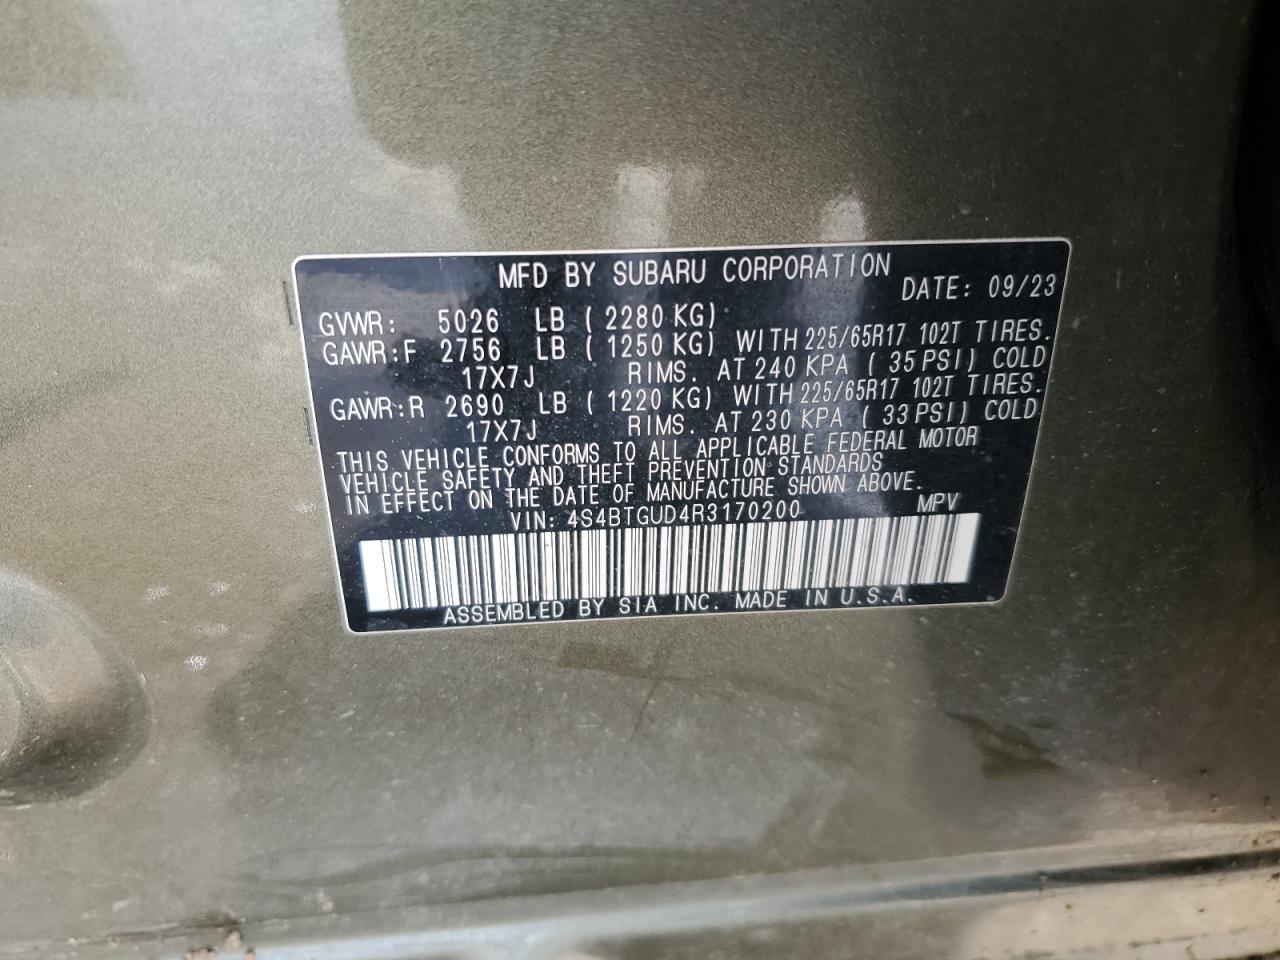 MFD BY SUBARU CORPORATION
DATE: 09/23
GVWR: 5026 LB ( 2280 KG)
GAWR:F 2756 LB ( 1250 KG) WITH 225/65R17 102T TIRES.
17X7J RIMS. AT 240 KPA ( 35 PSI) COLD
GAWR:R 2690 LB ( 1220 KG) WITH 225/65R17 102T TIRES.
17X7J RIMS. AT 230 KPA ( 33 PSI) COLD
THIS VEHICLE CONFORMS TO ALL APPLICABLE FEDERAL MOTOR
VEHICLE SAFETY AND THEFT PREVENTION STANDARDS
IN EFFECT ON THE DATE OF MANUFACTURE SHOWN ABOVE.
VIN: 4S4BTGUD4R3170200 MPV
ASSEMBLED BY SIA INC. MADE IN U.S.A.